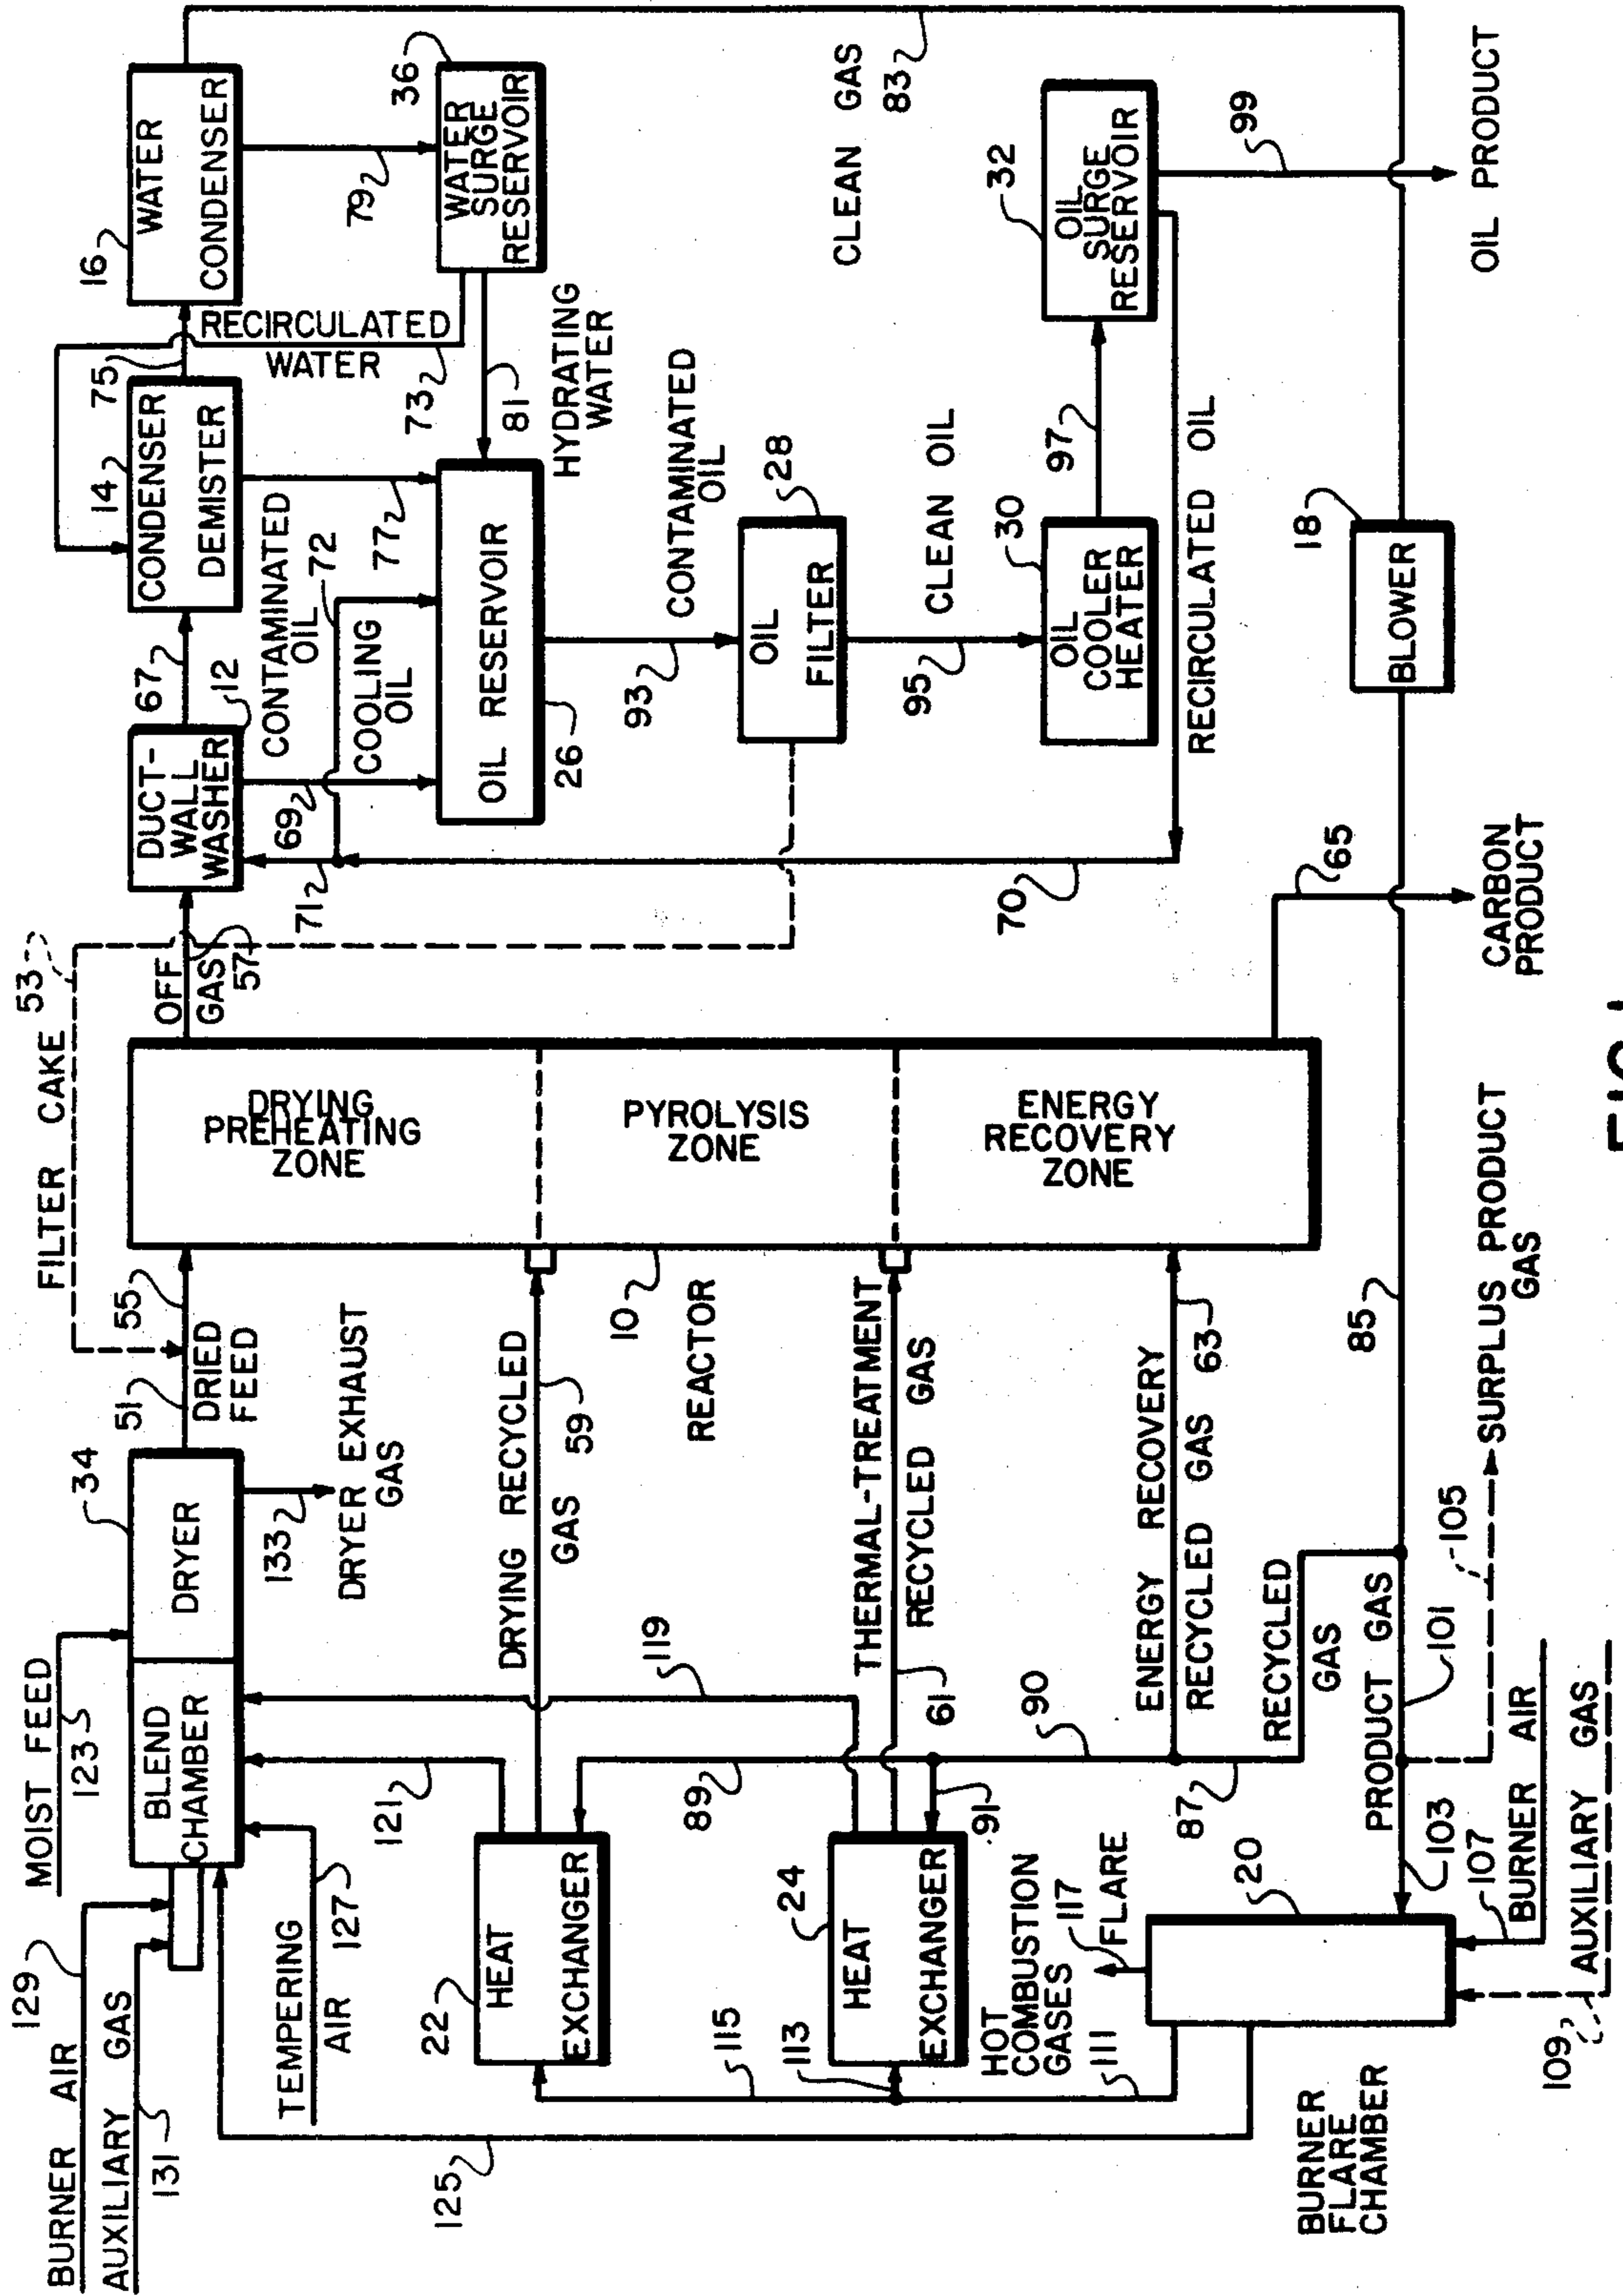 BURNER AIR
129
AUXILIARY GAS
131
MOIST FEED
123
TEMPERING
AIR
127
125
BLEND
CHAMBER
DRYER
34
133
DRYER EXHAUST
GAS
51
DRIED
FEED
55
FILTER CAKE
53
OFF
GAS
57
DUCT-
WALL
WASHER
12
67
CONDENSER
DEMISTER
14
75
RECIRCULATED
WATER
73
WATER
CONDENSER
16
79
WATER
SURGE
RESERVOIR
36
81
HYDRATING
WATER
CONTAMINATED
OIL
72
COOLING
OIL
69
71
77
OIL RESERVOIR
26
93
CONTAMINATED
OIL
OIL
FILTER
28
95
CLEAN OIL
OIL
COOLER
HEATER
30
97
OIL
SURGE
RESERVOIR
32
99
OIL PRODUCT
RECIRCULATED OIL
70
CLEAN GAS
83
BLOWER
18
DRYING
PREHEATING
ZONE
PYROLYSIS
ZONE
ENERGY
RECOVERY
ZONE
10
REACTOR
65
CARBON
PRODUCT
DRYING RECYCLED
GAS
59
THERMAL-TREATMENT
RECYCLED GAS
61
ENERGY RECOVERY
RECYCLED GAS
63
119
121
HEAT
EXCHANGER
22
HEAT
EXCHANGER
24
89
90
91
87
RECYCLED
GAS
85
PRODUCT GAS
101
103
105
SURPLUS PRODUCT
GAS
107
BURNER AIR
AUXILIARY GAS
109
115
113
111
HOT
COMBUSTION
GASES
117
FLARE
20
BURNER
FLARE
CHAMBER